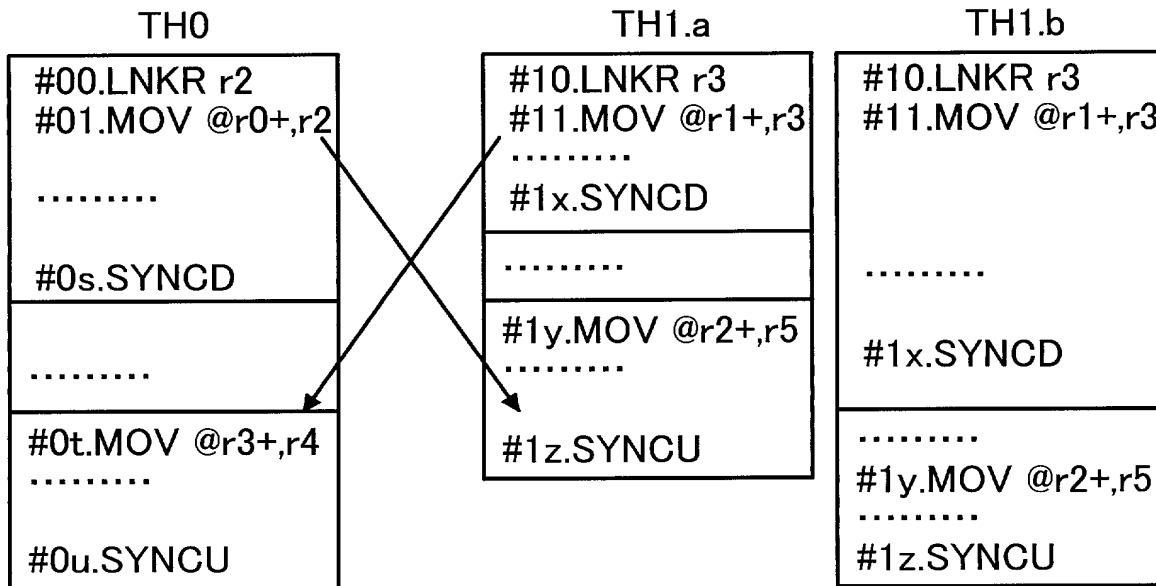 TH0
#00.LNKR r2
#01.MOV @r0+,r2
.........
#0s.SYNCD
.........
#0t.MOV @r3+,r4
.........
#0u.SYNCU
TH1.a
#10.LNKR r3
#11.MOV @r1+,r3
.........
#1x.SYNCD
.........
#1y.MOV @r2+,r5
.........
#1z.SYNCU
TH1.b
#10.LNKR r3
#11.MOV @r1+,r3
.........
#1x.SYNCD
.........
#1y.MOV @r2+,r5
.........
#1z.SYNCU